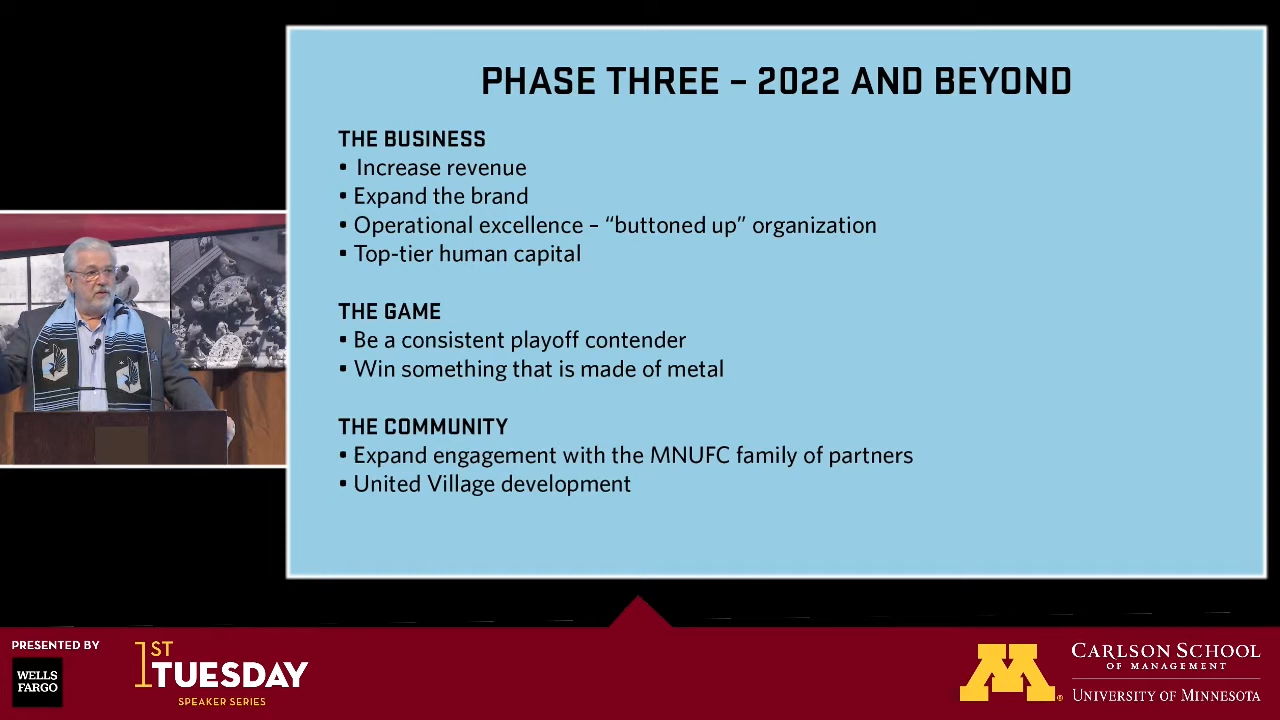 PHASE THREE – 2022 AND BEYOND
THE BUSINESS
▪ Increase revenue
▪ Expand the brand
▪ Operational excellence – “buttoned up” organization
▪ Top-tier human capital
THE GAME
▪ Be a consistent playoff contender
▪ Win something that is made of metal
THE COMMUNITY
▪ Expand engagement with the MNUFC family of partners
▪ United Village development
PRESENTED BY
WELLS
FARGO
1ST
TUESDAY
SPEAKER SERIES
M®
CARLSON SCHOOL
OF MANAGEMENT
UNIVERSITY OF MINNESOTA